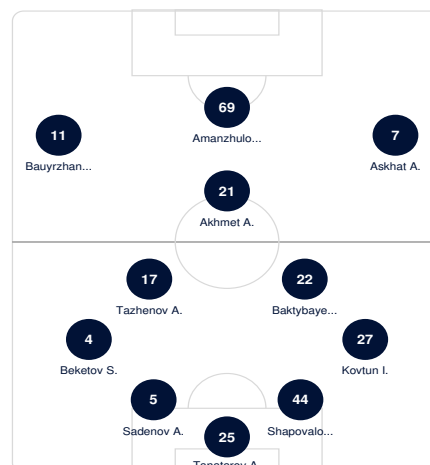 69
Amanzhulo...
11
Bauyrzhan...
7
Askhat A.
21
Akhmet A.
17
Tazhenov A.
22
Baktybaye...
4
Beketov S.
27
Kovtun I.
5
Sadenov A.
44
Shapovalo...
25